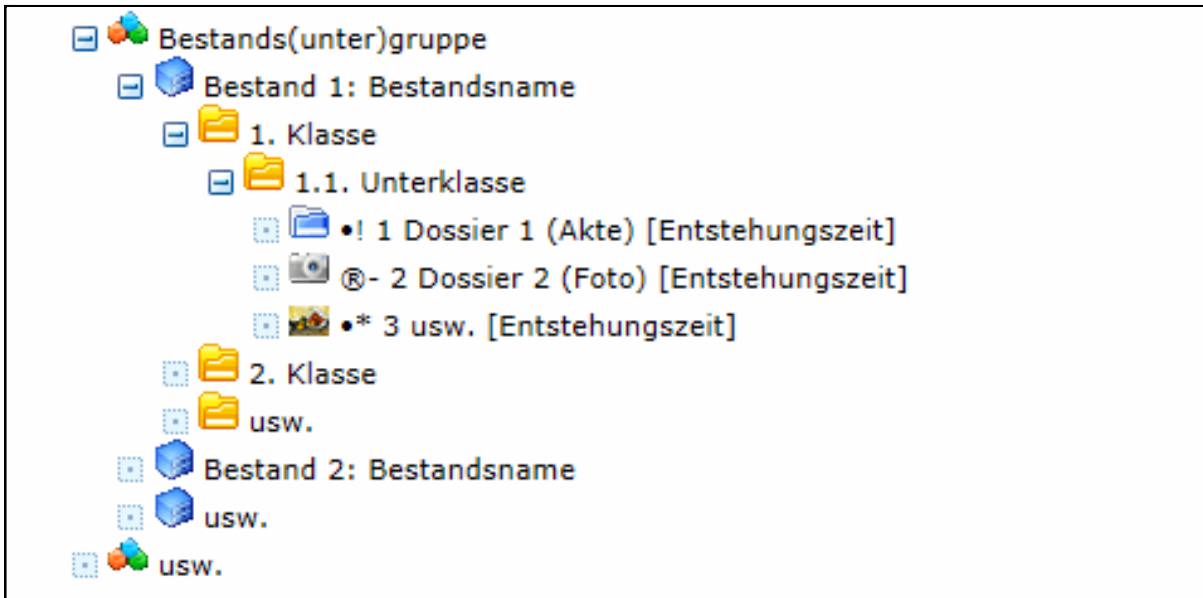 Bestands(unter)gruppe
Bestand 1: Bestandsname
1. Klasse
1.1. Unterklasse
•! 1 Dossier 1 (Akte) [Entstehungszeit]
®- 2 Dossier 2 (Foto) [Entstehungszeit]
•* 3 usw. [Entstehungszeit]
2. Klasse
usw.
Bestand 2: Bestandsname
usw.
usw.